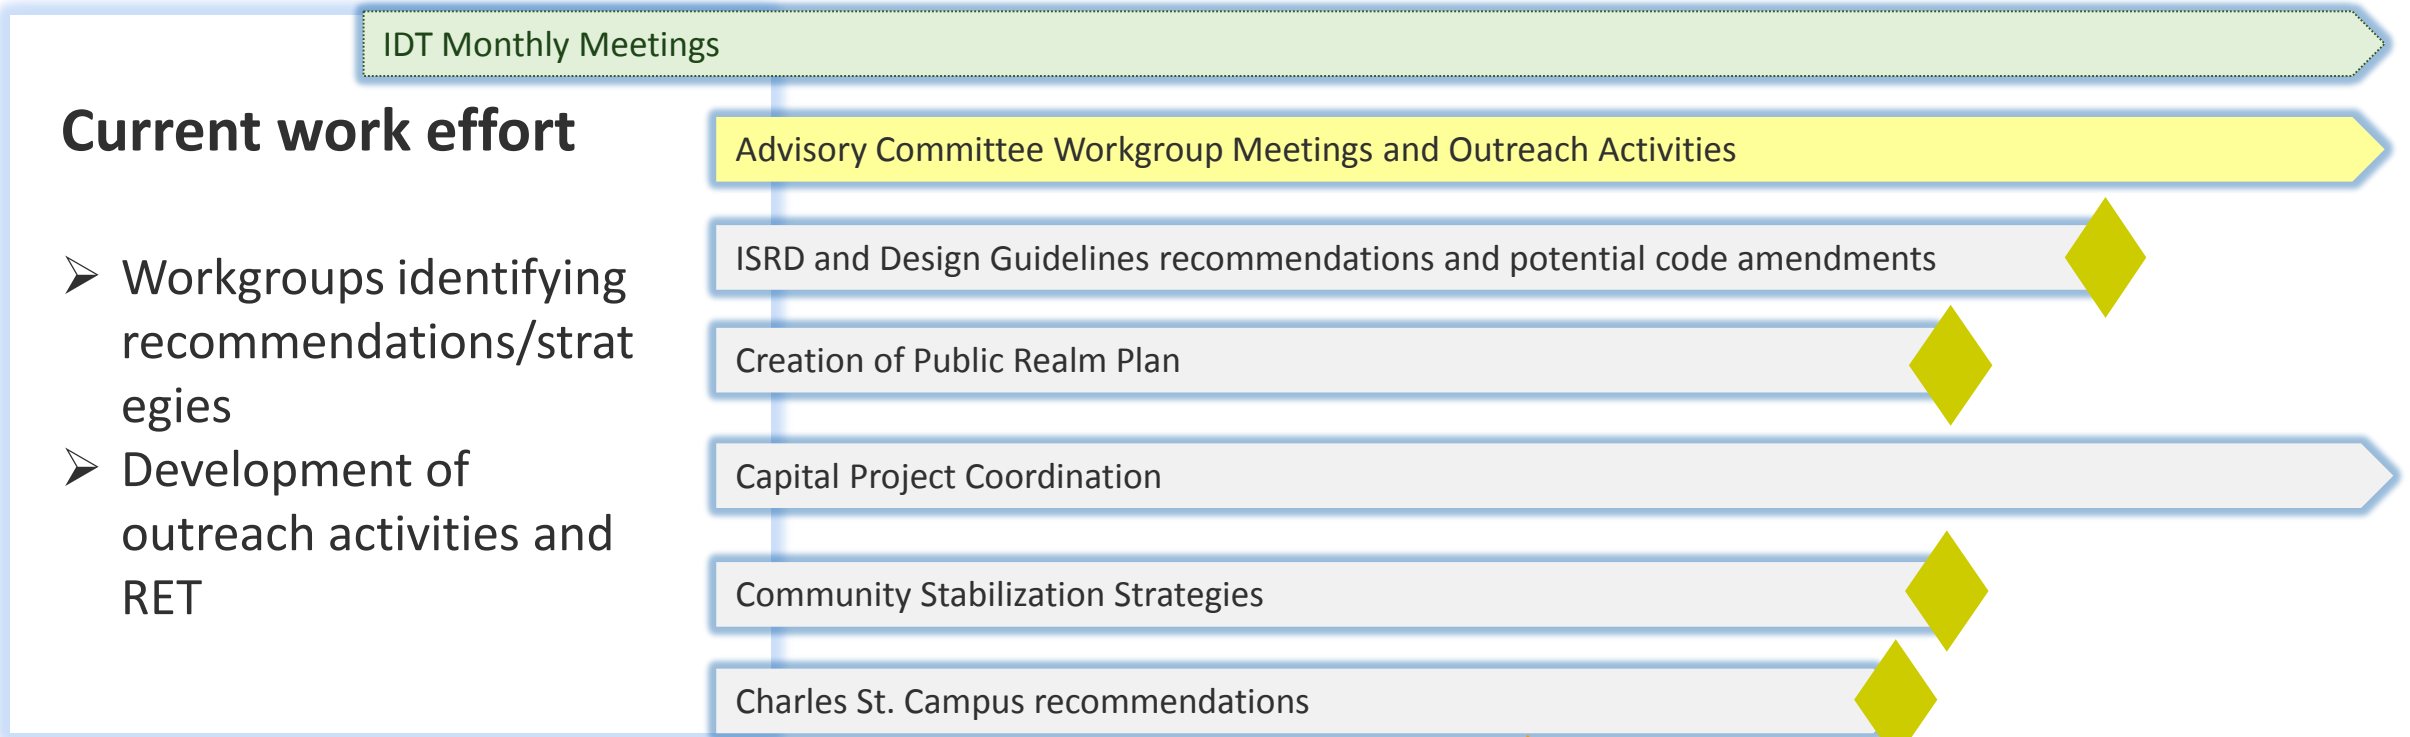 IDT Monthly Meetings
Current work effort
➢ Workgroups identifying
recommendations/strat
egies
➢ Development of
outreach activities and
RET
Advisory Committee Workgroup Meetings and Outreach Activities
ISRD and Design Guidelines recommendations and potential code amendments
Creation of Public Realm Plan
Capital Project Coordination
Community Stabilization Strategies
Charles St. Campus recommendations